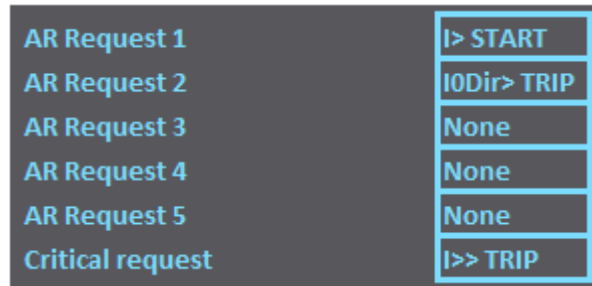 AR Request 1 I> START
AR Request 2 I0Dir> TRIP
AR Request 3 None
AR Request 4 None
AR Request 5 None
Critical request I>> TRIP